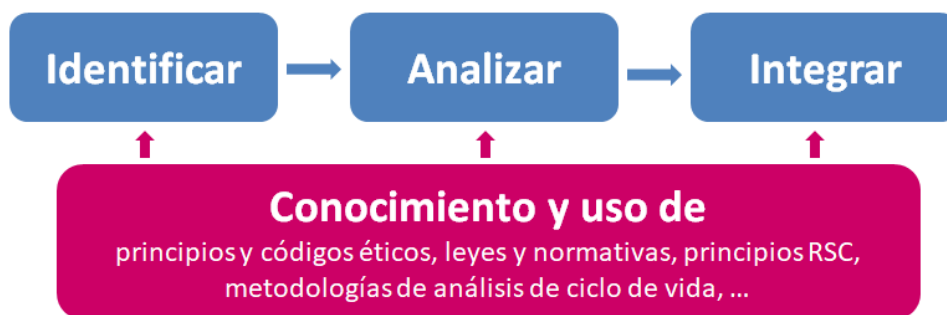 Identificar
Analizar
Integrar
Conocimiento y uso de
principios y códigos éticos, leyes y normativas, principios RSC,
metodologías de análisis de ciclo de vida, ...